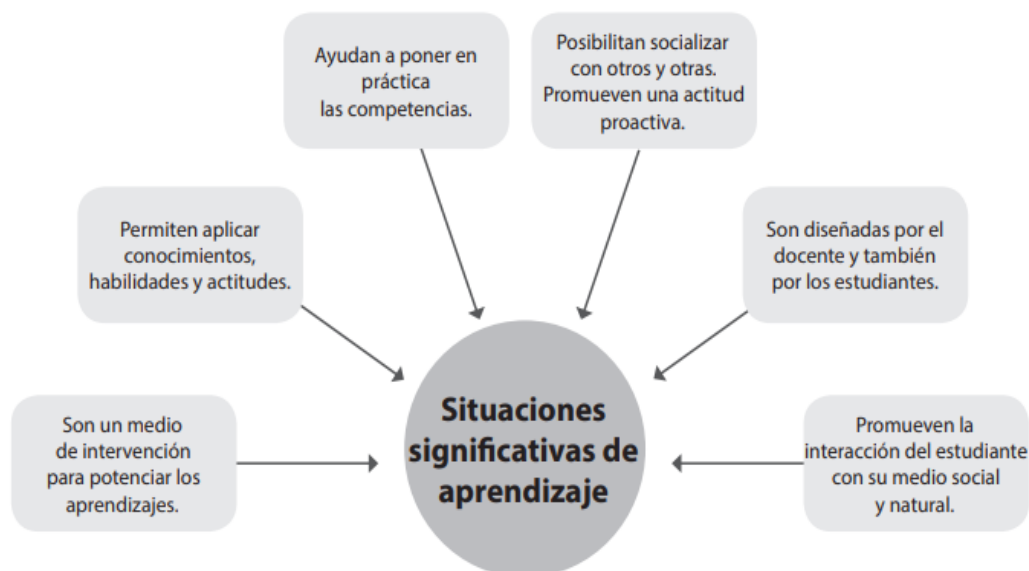 Ayudan a poner en
práctica
las competencias.
Posibilitan socializar
con otros y otras.
Promueven una actitud
proactiva.
Permiten aplicar
conocimientos,
habilidades y actitudes.
Son diseñadas por el
docente y también
por los estudiantes.
Son un medio
de intervención
para potenciar los
aprendizajes.
Situaciones
significativas de
aprendizaje
Promueven la
interacción del estudiante
con su medio social
y natural.